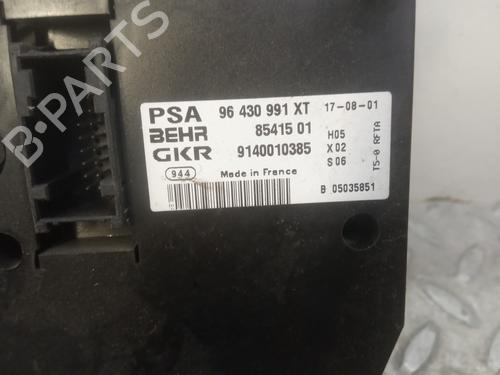 PSA 96 430 991 XT 17-08-01
BEHR 85415 01 H05
GKR 9140010385 X02
S06
TS-0 RFTA
944 Made in France
B 05035851
B-PARTS